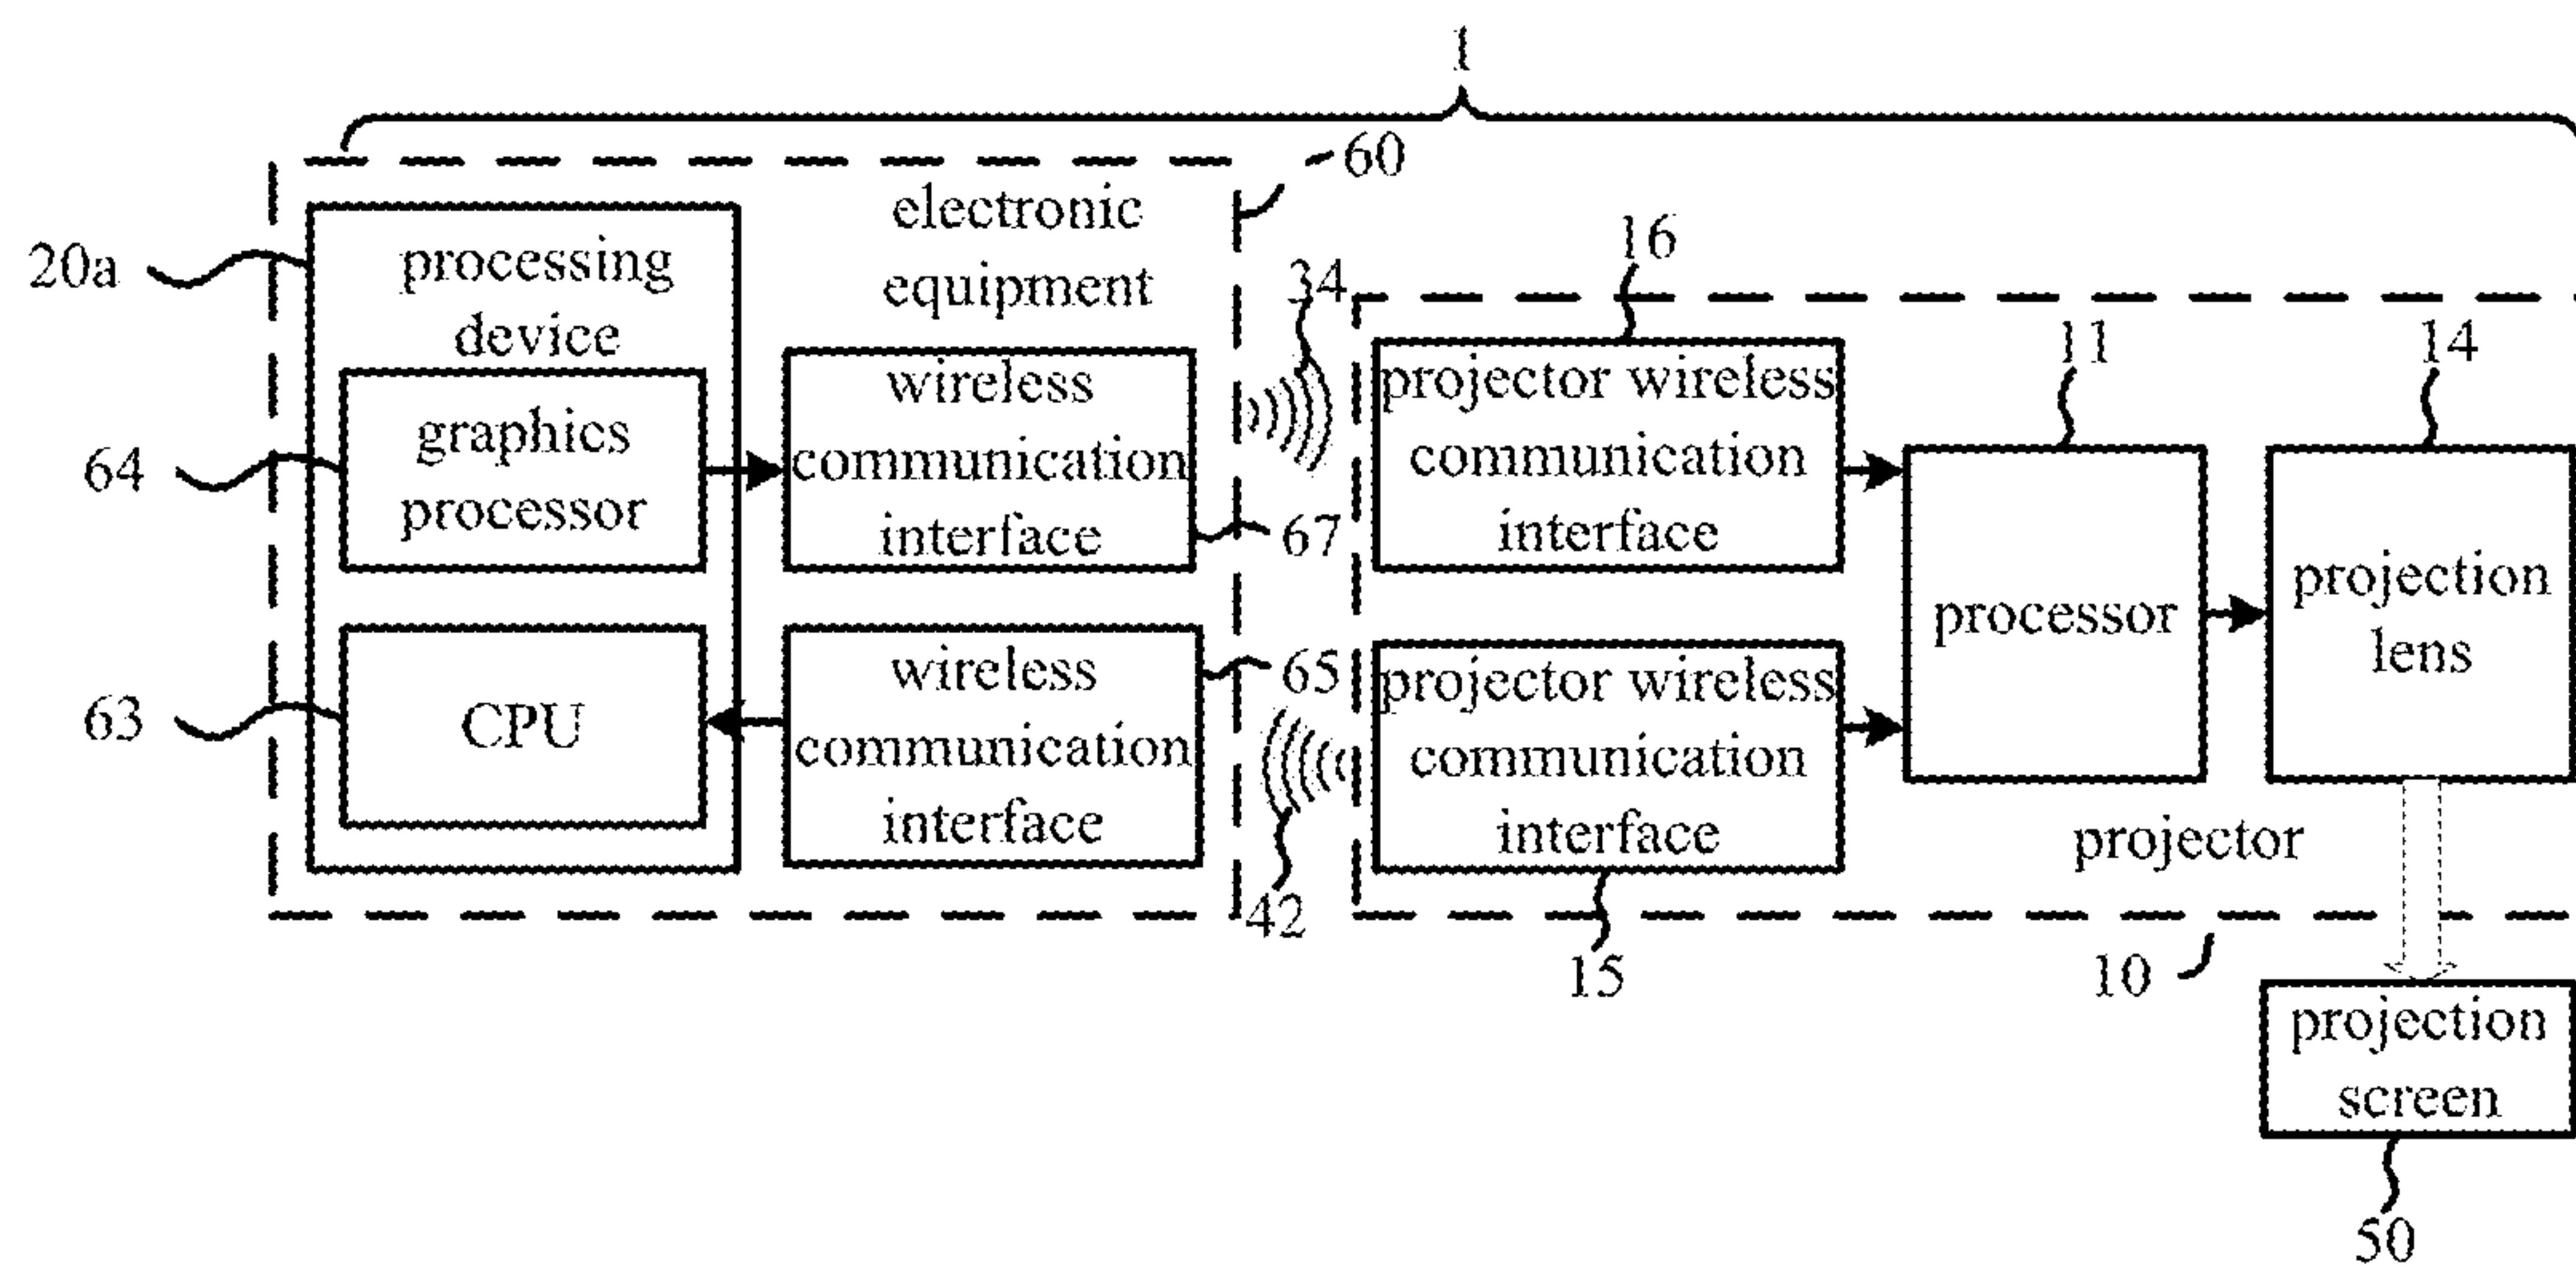 1
60
electronic
equipment
20a
processing
device
64
graphics
processor
wireless
communication
interface
67
34
63
CPU
wireless
communication
interface
65
42
16
projector wireless
communication
interface
projector wireless
communication
interface
15
11
processor
14
projection
lens
projector
10
projection
screen
50